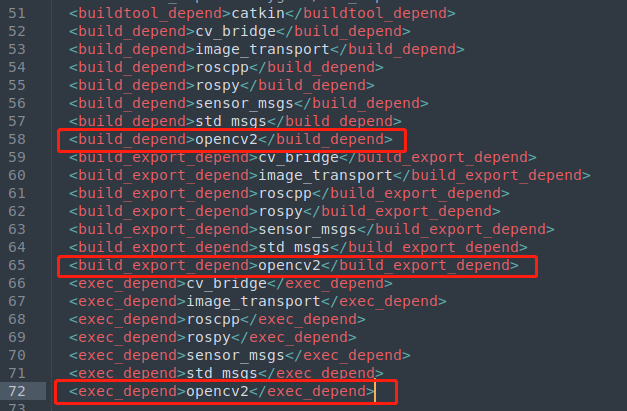 51 <buildtool_depend>catkin</buildtool_depend>
52 <build_depend>cv_bridge</build_depend>
53 <build_depend>image_transport</build_depend>
54 <build_depend>roscpp</build_depend>
55 <build_depend>rospy</build_depend>
56 <build_depend>sensor_msgs</build_depend>
57 <build_depend>std_msgs</build_depend>
58 <build_depend>opencv2</build_depend>
59 <build_export_depend>cv_bridge</build_export_depend>
60 <build_export_depend>image_transport</build_export_depend>
61 <build_export_depend>roscpp</build_export_depend>
62 <build_export_depend>rospy</build_export_depend>
63 <build_export_depend>sensor_msgs</build_export_depend>
64 <build_export_depend>std_msgs</build_export_depend>
65 <build_export_depend>opencv2</build_export_depend>
66 <exec_depend>cv_bridge</exec_depend>
67 <exec_depend>image_transport</exec_depend>
68 <exec_depend>roscpp</exec_depend>
69 <exec_depend>rospy</exec_depend>
70 <exec_depend>sensor_msgs</exec_depend>
71 <exec_depend>std_msgs</exec_depend>
72 <exec_depend>opencv2</exec_depend>
73